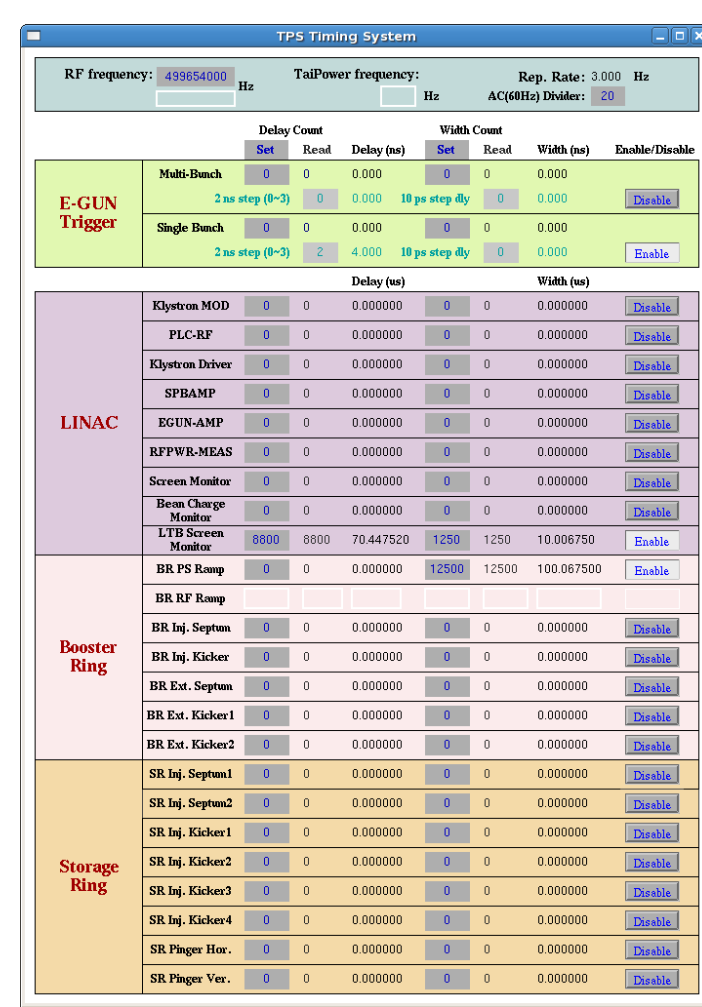 TPS Timing System
RF frequency: 499654000 Hz TaiPower frequency: Hz Rep. Rate: 3.000 Hz
AC(60Hz) Divider: 20
Delay Count Width Count
Set Read Delay (ns) Set Read Width (ns) Enable/Disable
E-GUN Trigger
Multi-Bunch 0 0 0.000 0 0 0.000
2 ns step (0~3) 0 0.000 10 ps step dly 0 0.000 Disable
Single Bunch 0 0 0.000 0 0 0.000
2 ns step (0~3) 2 4.000 10 ps step dly 0 0.000 Enable
Delay (us) Width (us)
LINAC
Klystron MOD 0 0 0.000000 0 0 0.000000 Disable
PLC-RF 0 0 0.000000 0 0 0.000000 Disable
Klystron Driver 0 0 0.000000 0 0 0.000000 Disable
SPBAMP 0 0 0.000000 0 0 0.000000 Disable
EGUN-AMP 0 0 0.000000 0 0 0.000000 Disable
RFPWR-MEAS 0 0 0.000000 0 0 0.000000 Disable
Screen Monitor 0 0 0.000000 0 0 0.000000 Disable
Bean Charge Monitor 0 0 0.000000 0 0 0.000000 Disable
LTB Screen Monitor 8800 8800 70.447520 1250 1250 10.006750 Enable
Booster Ring
BR PS Ramp 0 0 0.000000 12500 12500 100.067500 Enable
BR RF Ramp
BR Inj. Septum 0 0 0.000000 0 0 0.000000 Disable
BR Inj. Kicker 0 0 0.000000 0 0 0.000000 Disable
BR Ext. Septum 0 0 0.000000 0 0 0.000000 Disable
BR Ext. Kicker1 0 0 0.000000 0 0 0.000000 Disable
BR Ext. Kicker2 0 0 0.000000 0 0 0.000000 Disable
Storage Ring
SR Inj. Septum1 0 0 0.000000 0 0 0.000000 Disable
SR Inj. Septum2 0 0 0.000000 0 0 0.000000 Disable
SR Inj. Kicker1 0 0 0.000000 0 0 0.000000 Disable
SR Inj. Kicker2 0 0 0.000000 0 0 0.000000 Disable
SR Inj. Kicker3 0 0 0.000000 0 0 0.000000 Disable
SR Inj. Kicker4 0 0 0.000000 0 0 0.000000 Disable
SR Pinger Hor. 0 0 0.000000 0 0 0.000000 Disable
SR Pinger Ver. 0 0 0.000000 0 0 0.000000 Disable